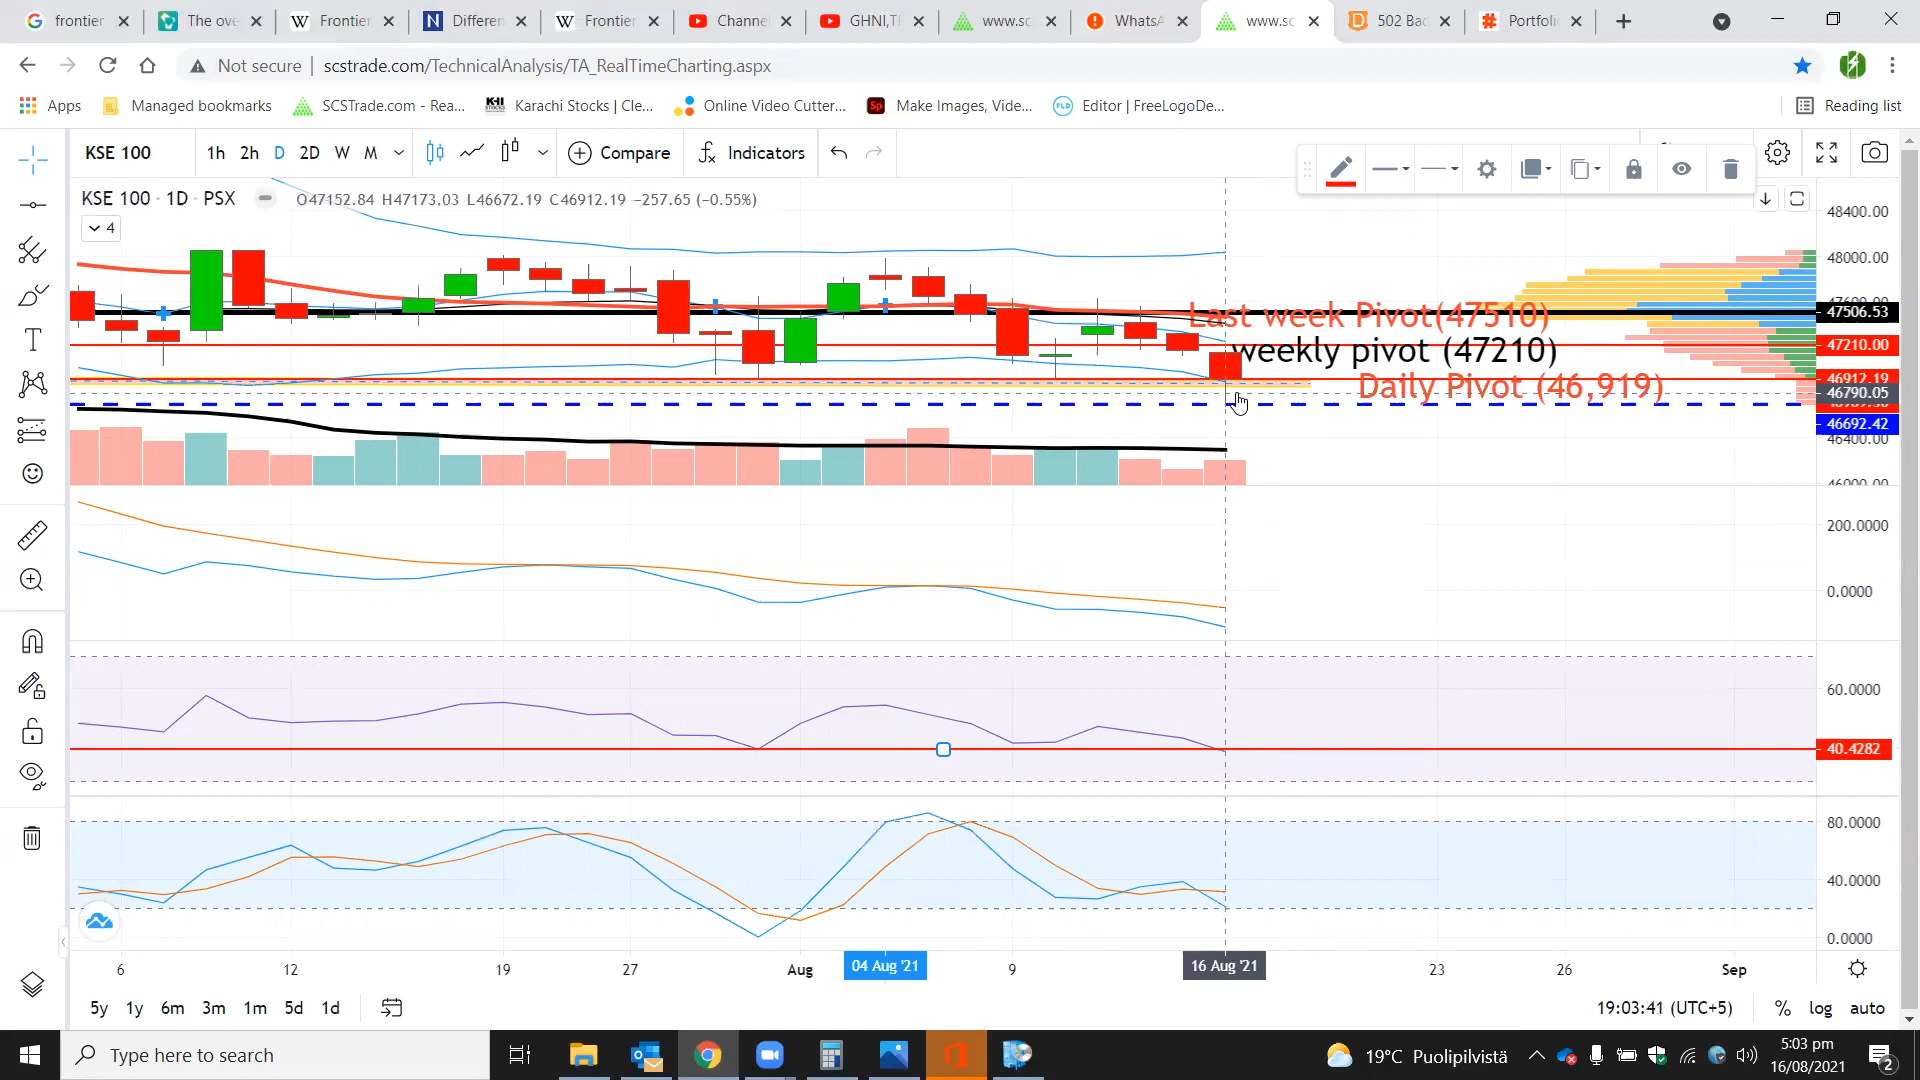 frontier
The ove
Frontier
Differen
Frontier
Channe
GHNI,TF
www.sc
WhatsA
www.sc
502 Bad
Portfoli
Not secure
scstrade.com/TechnicalAnalysis/TA_RealTimeCharting.aspx
Apps
Managed bookmarks
SCSTrade.com - Rea...
Karachi Stocks | Cle...
Online Video Cutter...
Make Images, Vide...
Editor | FreeLogoDe...
Reading list
KSE 100
1h 2h D 2D W M
Compare
Indicators
KSE 100 · 1D · PSX
O47152.84 H47173.03 L46672.19 C46912.19 −257.65 (−0.55%)
4
48400.00
48000.00
47506.53
Last week Pivot(47510)
47210.00
weekly pivot (47210)
46912.19
Daily Pivot (46,919)
46790.05
46692.42
46400.00
46000.00
200.0000
0.0000
60.0000
40.4282
80.0000
40.0000
0.0000
6 12 19 27 Aug 04 Aug '21 9 16 Aug '21 23 26 Sep
5y 1y 6m 3m 1m 5d 1d
19:03:41 (UTC+5)
% log auto
Type here to search
19°C Puolipilvistä
5:03 pm
16/08/2021
2